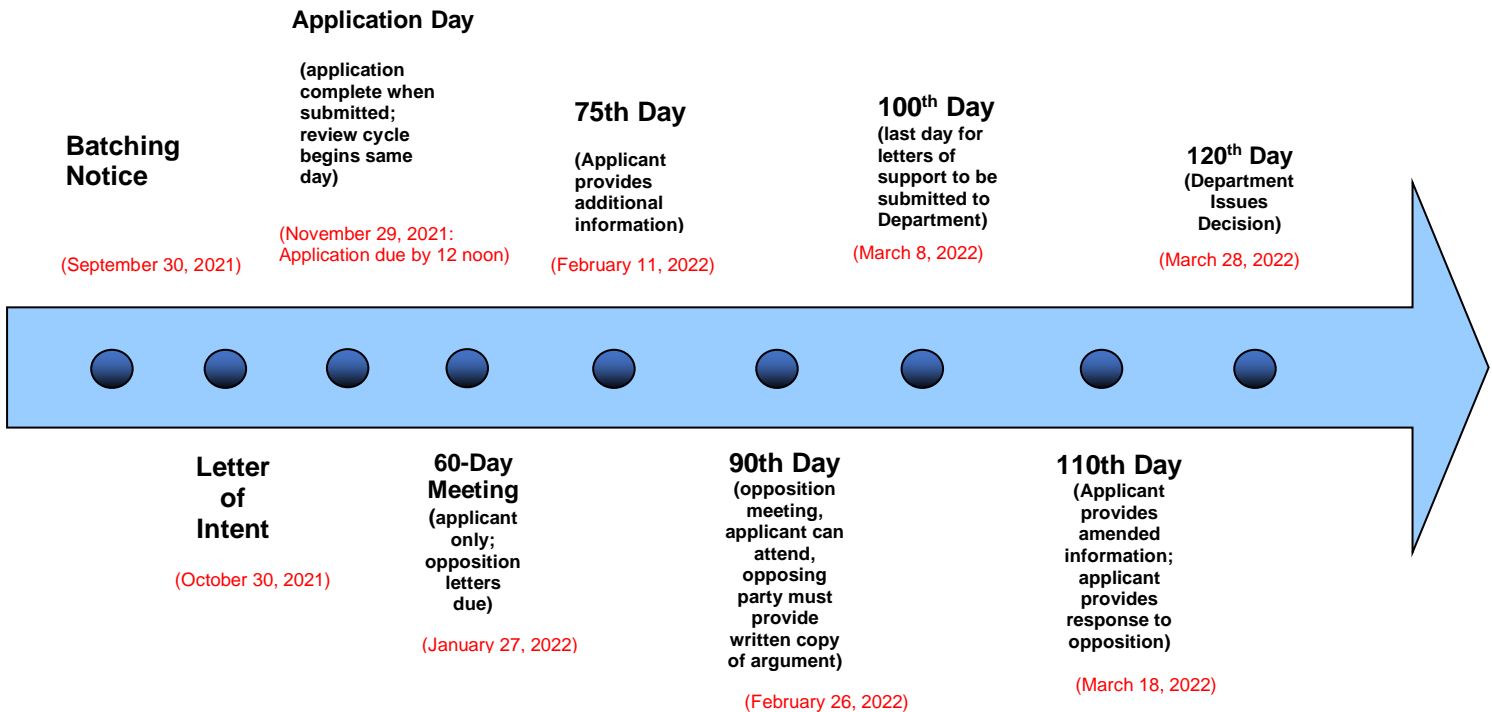 Batching
Notice
(September 30, 2021)
Letter
of
Intent
(October 30, 2021)
Application Day
(application
complete when
submitted;
review cycle
begins same
day)
(November 29, 2021:
Application due by 12 noon)
60-Day
Meeting
(applicant
only;
opposition
letters
due)
(January 27, 2022)
75th Day
(Applicant
provides
additional
information)
(February 11, 2022)
90th Day
(opposition
meeting,
applicant can
attend,
opposing
party must
provide
written copy
of argument)
(February 26, 2022)
100th Day
(last day for
letters of
support to be
submitted to
Department)
(March 8, 2022)
110th Day
(Applicant
provides
amended
information;
applicant
provides
response to
opposition)
(March 18, 2022)
120th Day
(Department
Issues
Decision)
(March 28, 2022)